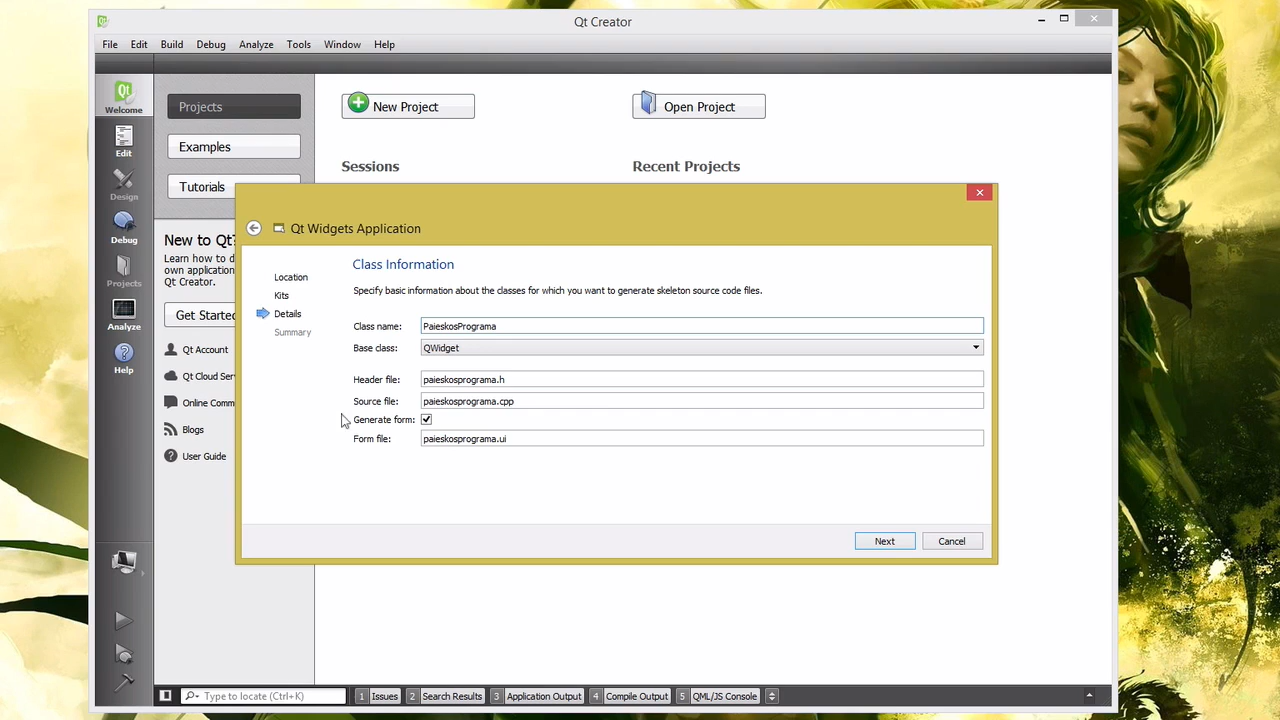 Qt Creator
File Edit Build Debug Analyze Tools Window Help
Qt
Welcome
Edit
Design
Debug
Projects
Analyze
Help
Projects
Examples
Tutorials
New Project
Open Project
Sessions
Recent Projects
New to Qt?
Learn how to d
own application
Qt Creator.
Get Started
Qt Account
Qt Cloud Serv
Online Comm
Blogs
User Guide
Qt Widgets Application
Location
Kits
Details
Summary
Class Information
Specify basic information about the classes for which you want to generate skeleton source code files.
Class name: PaieskosPrograma
Base class: QWidget
Header file: paieskosprograma.h
Source file: paieskosprograma.cpp
Generate form:
Form file: paieskosprograma.ui
Next Cancel
Type to locate (Ctrl+K) 1 Issues 2 Search Results 3 Application Output 4 Compile Output 5 QML/JS Console